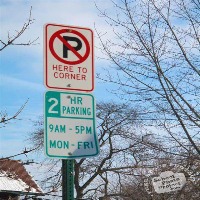 P
HERE TO
CORNER
2 HR
PARKING
9AM - 5PM
MON - FRI